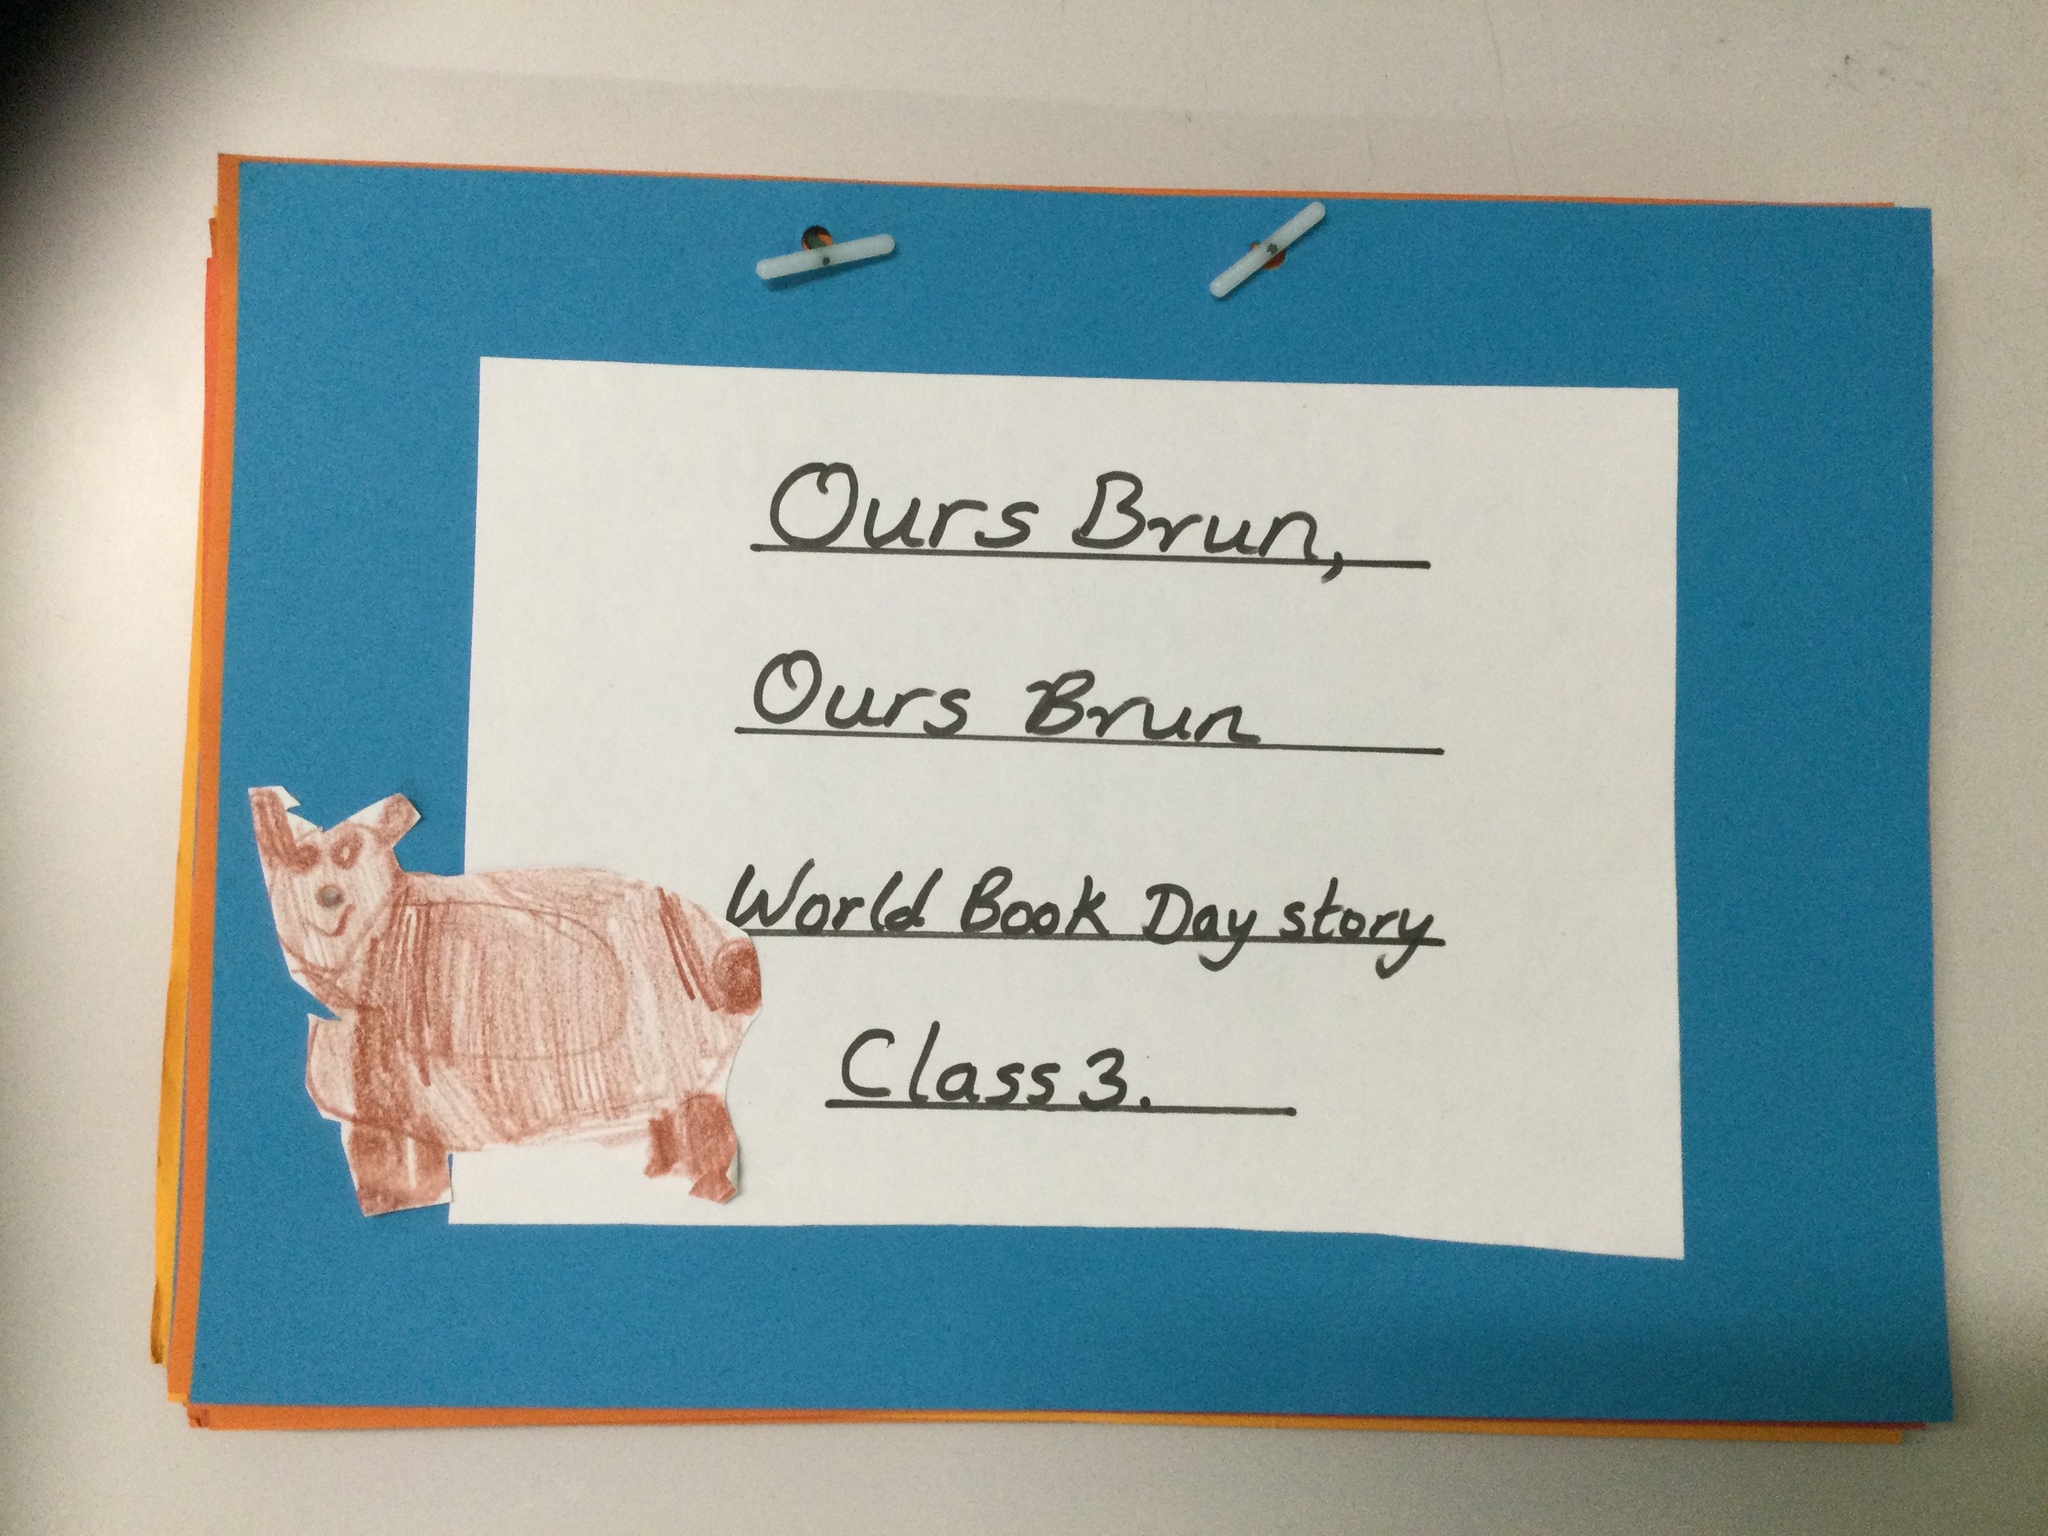 Ours Brun,
Ours Brun
World Book Day story
Class 3.